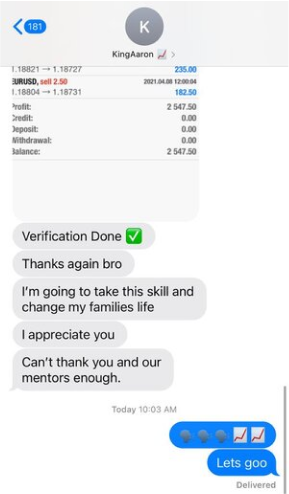 181
K
KingAaron 📈 >
1.18821 → 1.18727 235.00
EURUSD, sell 2.50 2021.04.08 12:00:04
1.18804 → 1.18731 182.50
Profit: 2 547.50
Credit: 0.00
Deposit: 0.00
Withdrawal: 0.00
Balance: 2 547.50
Verification Done ✅
Thanks again bro
I'm going to take this skill and
change my families life
I appreciate you
Can't thank you and our
mentors enough.
Today 10:03 AM
🗣🗣🗣📈📈
Lets goo
Delivered